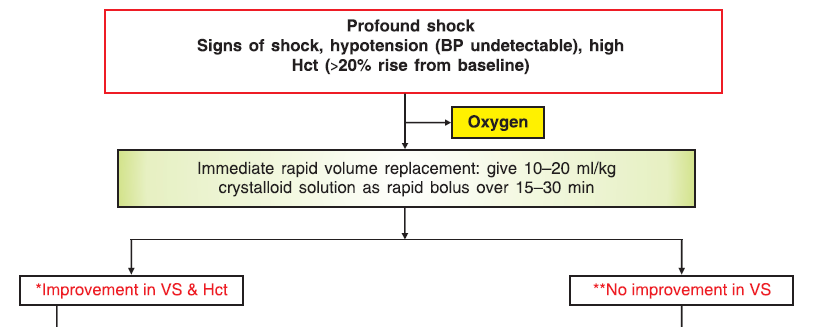 Profound shock
Signs of shock, hypotension (BP undetectable), high
Hct (>20% rise from baseline)
Oxygen
Immediate rapid volume replacement: give 10–20 ml/kg
crystalloid solution as rapid bolus over 15–30 min
*Improvement in VS & Hct
**No improvement in VS